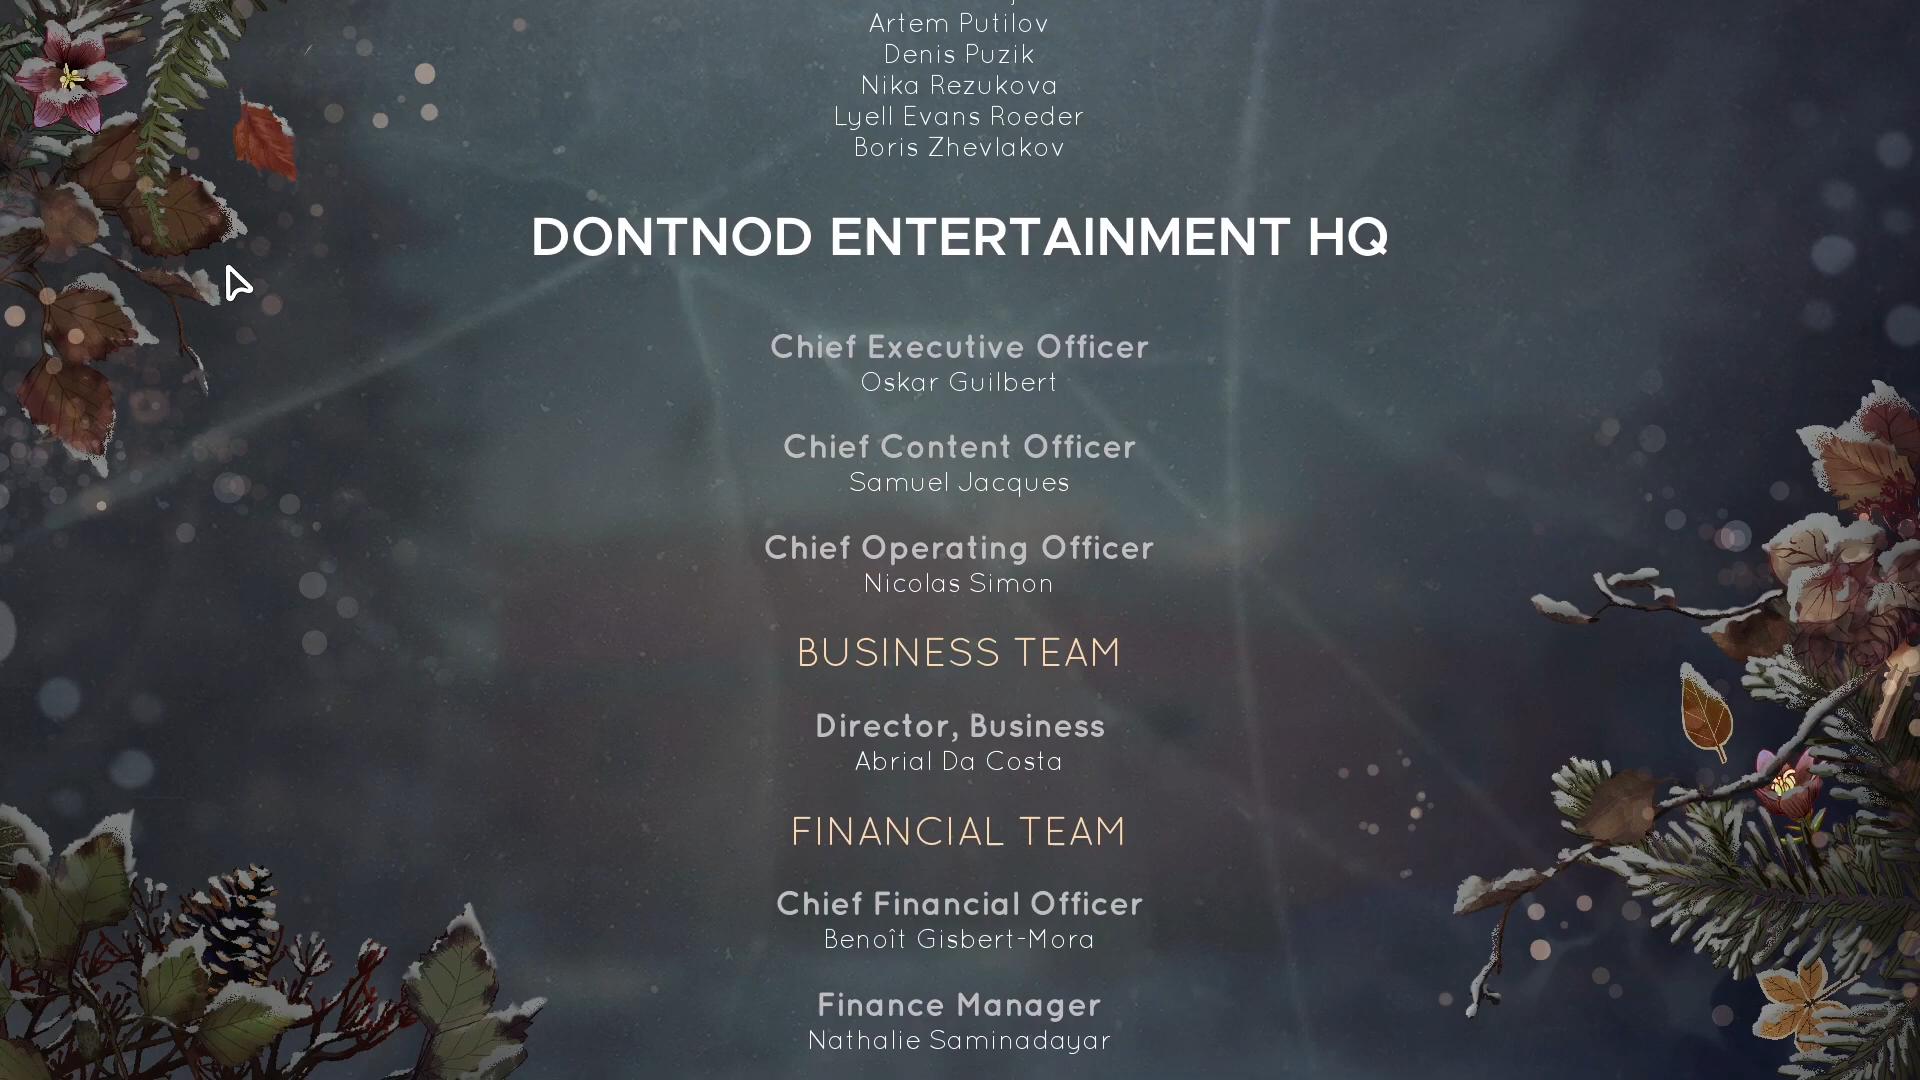 Artem Putilov
Denis Puzik
Nika Rezukova
Lyell Evans Roeder
Boris Zhevlakov
DONTNOD ENTERTAINMENT HQ
Chief Executive Officer
Oskar Guilbert
Chief Content Officer
Samuel Jacques
Chief Operating Officer
Nicolas Simon
BUSINESS TEAM
Director, Business
Abrial Da Costa
FINANCIAL TEAM
Chief Financial Officer
Benoît Gisbert-Mora
Finance Manager
Nathalie Saminadayar